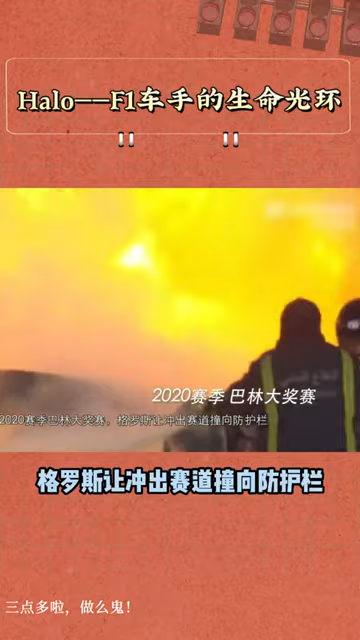 Halo——F1车手的生命光环
2020赛季 巴林大奖赛
2020赛季巴林大奖赛，格罗斯让冲出赛道撞向防护栏
格罗斯让冲出赛道撞向防护栏
三点多啦，做么鬼！